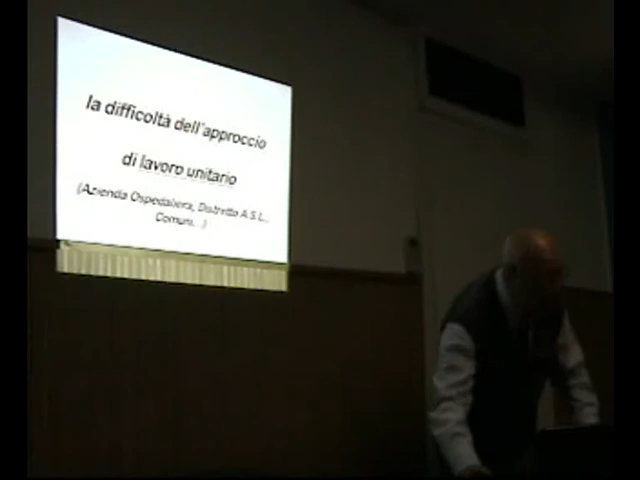 la difficoltà dell'approccio
di lavoro unitario
(Azienda Ospedaliera, Distretto A.S.L.,
Comuni...)